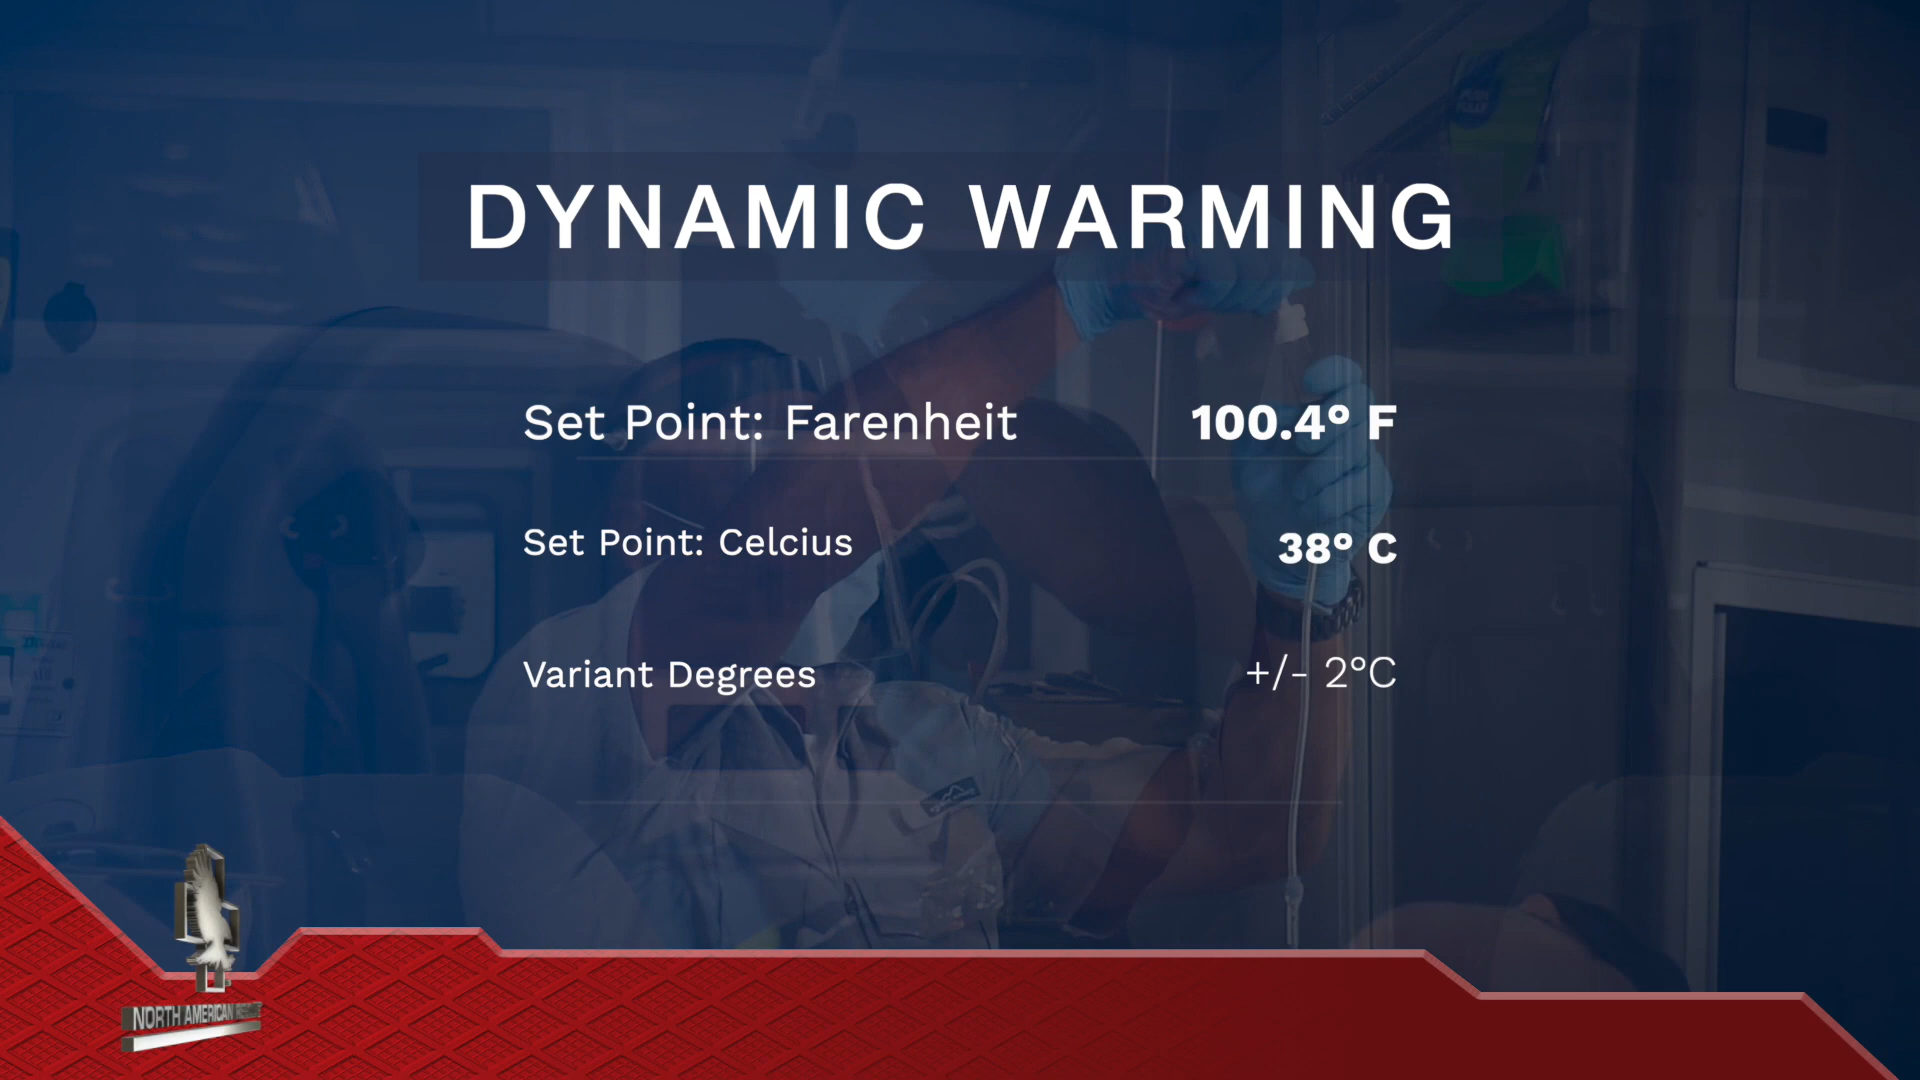 DYNAMIC WARMING
Set Point: Farenheit 100.4° F
Set Point: Celcius 38° C
Variant Degrees +/- 2°C
NORTH AMERICAN